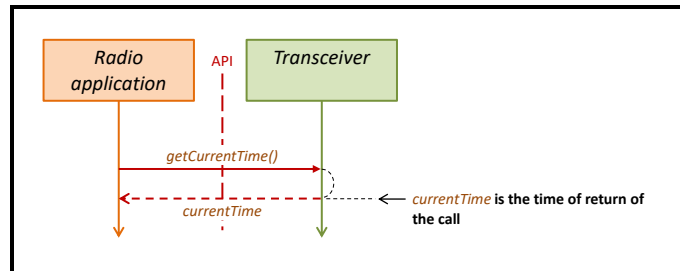 Radio
application
API
Transceiver
getCurrentTime()
currentTime
currentTime is the time of return of
the call